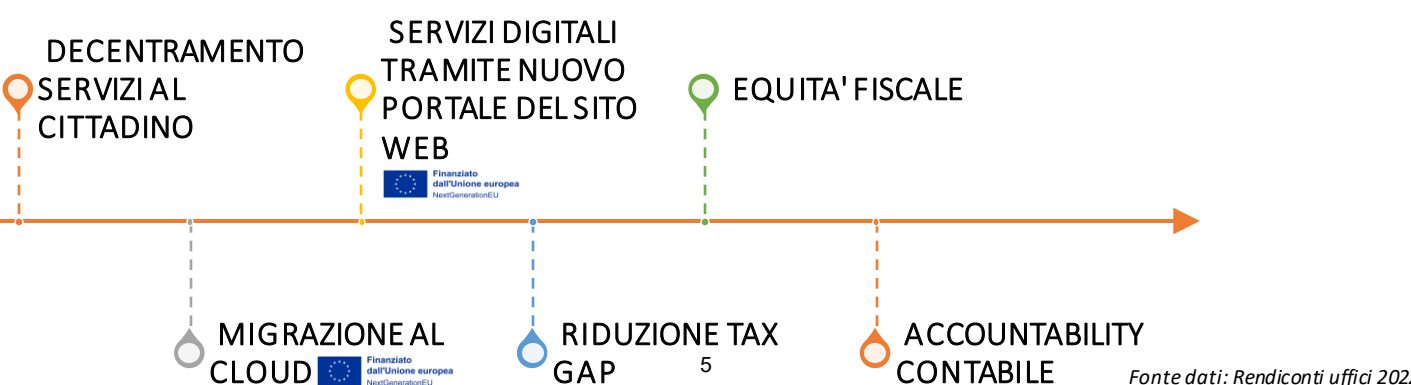 DECENTRAMENTO
SERVIZI AL
CITTADINO
SERVIZI DIGITALI
TRAMITE NUOVO
PORTALE DEL SITO
WEB
Finanziato
dall'Unione europea
NextGenerationEU
EQUITA' FISCALE
MIGRAZIONE AL
CLOUD
Finanziato
dall'Unione europea
NextGenerationEU
RIDUZIONE TAX
GAP
5
ACCOUNTABILITY
CONTABILE
Fonte dati: Rendiconti uffici 202